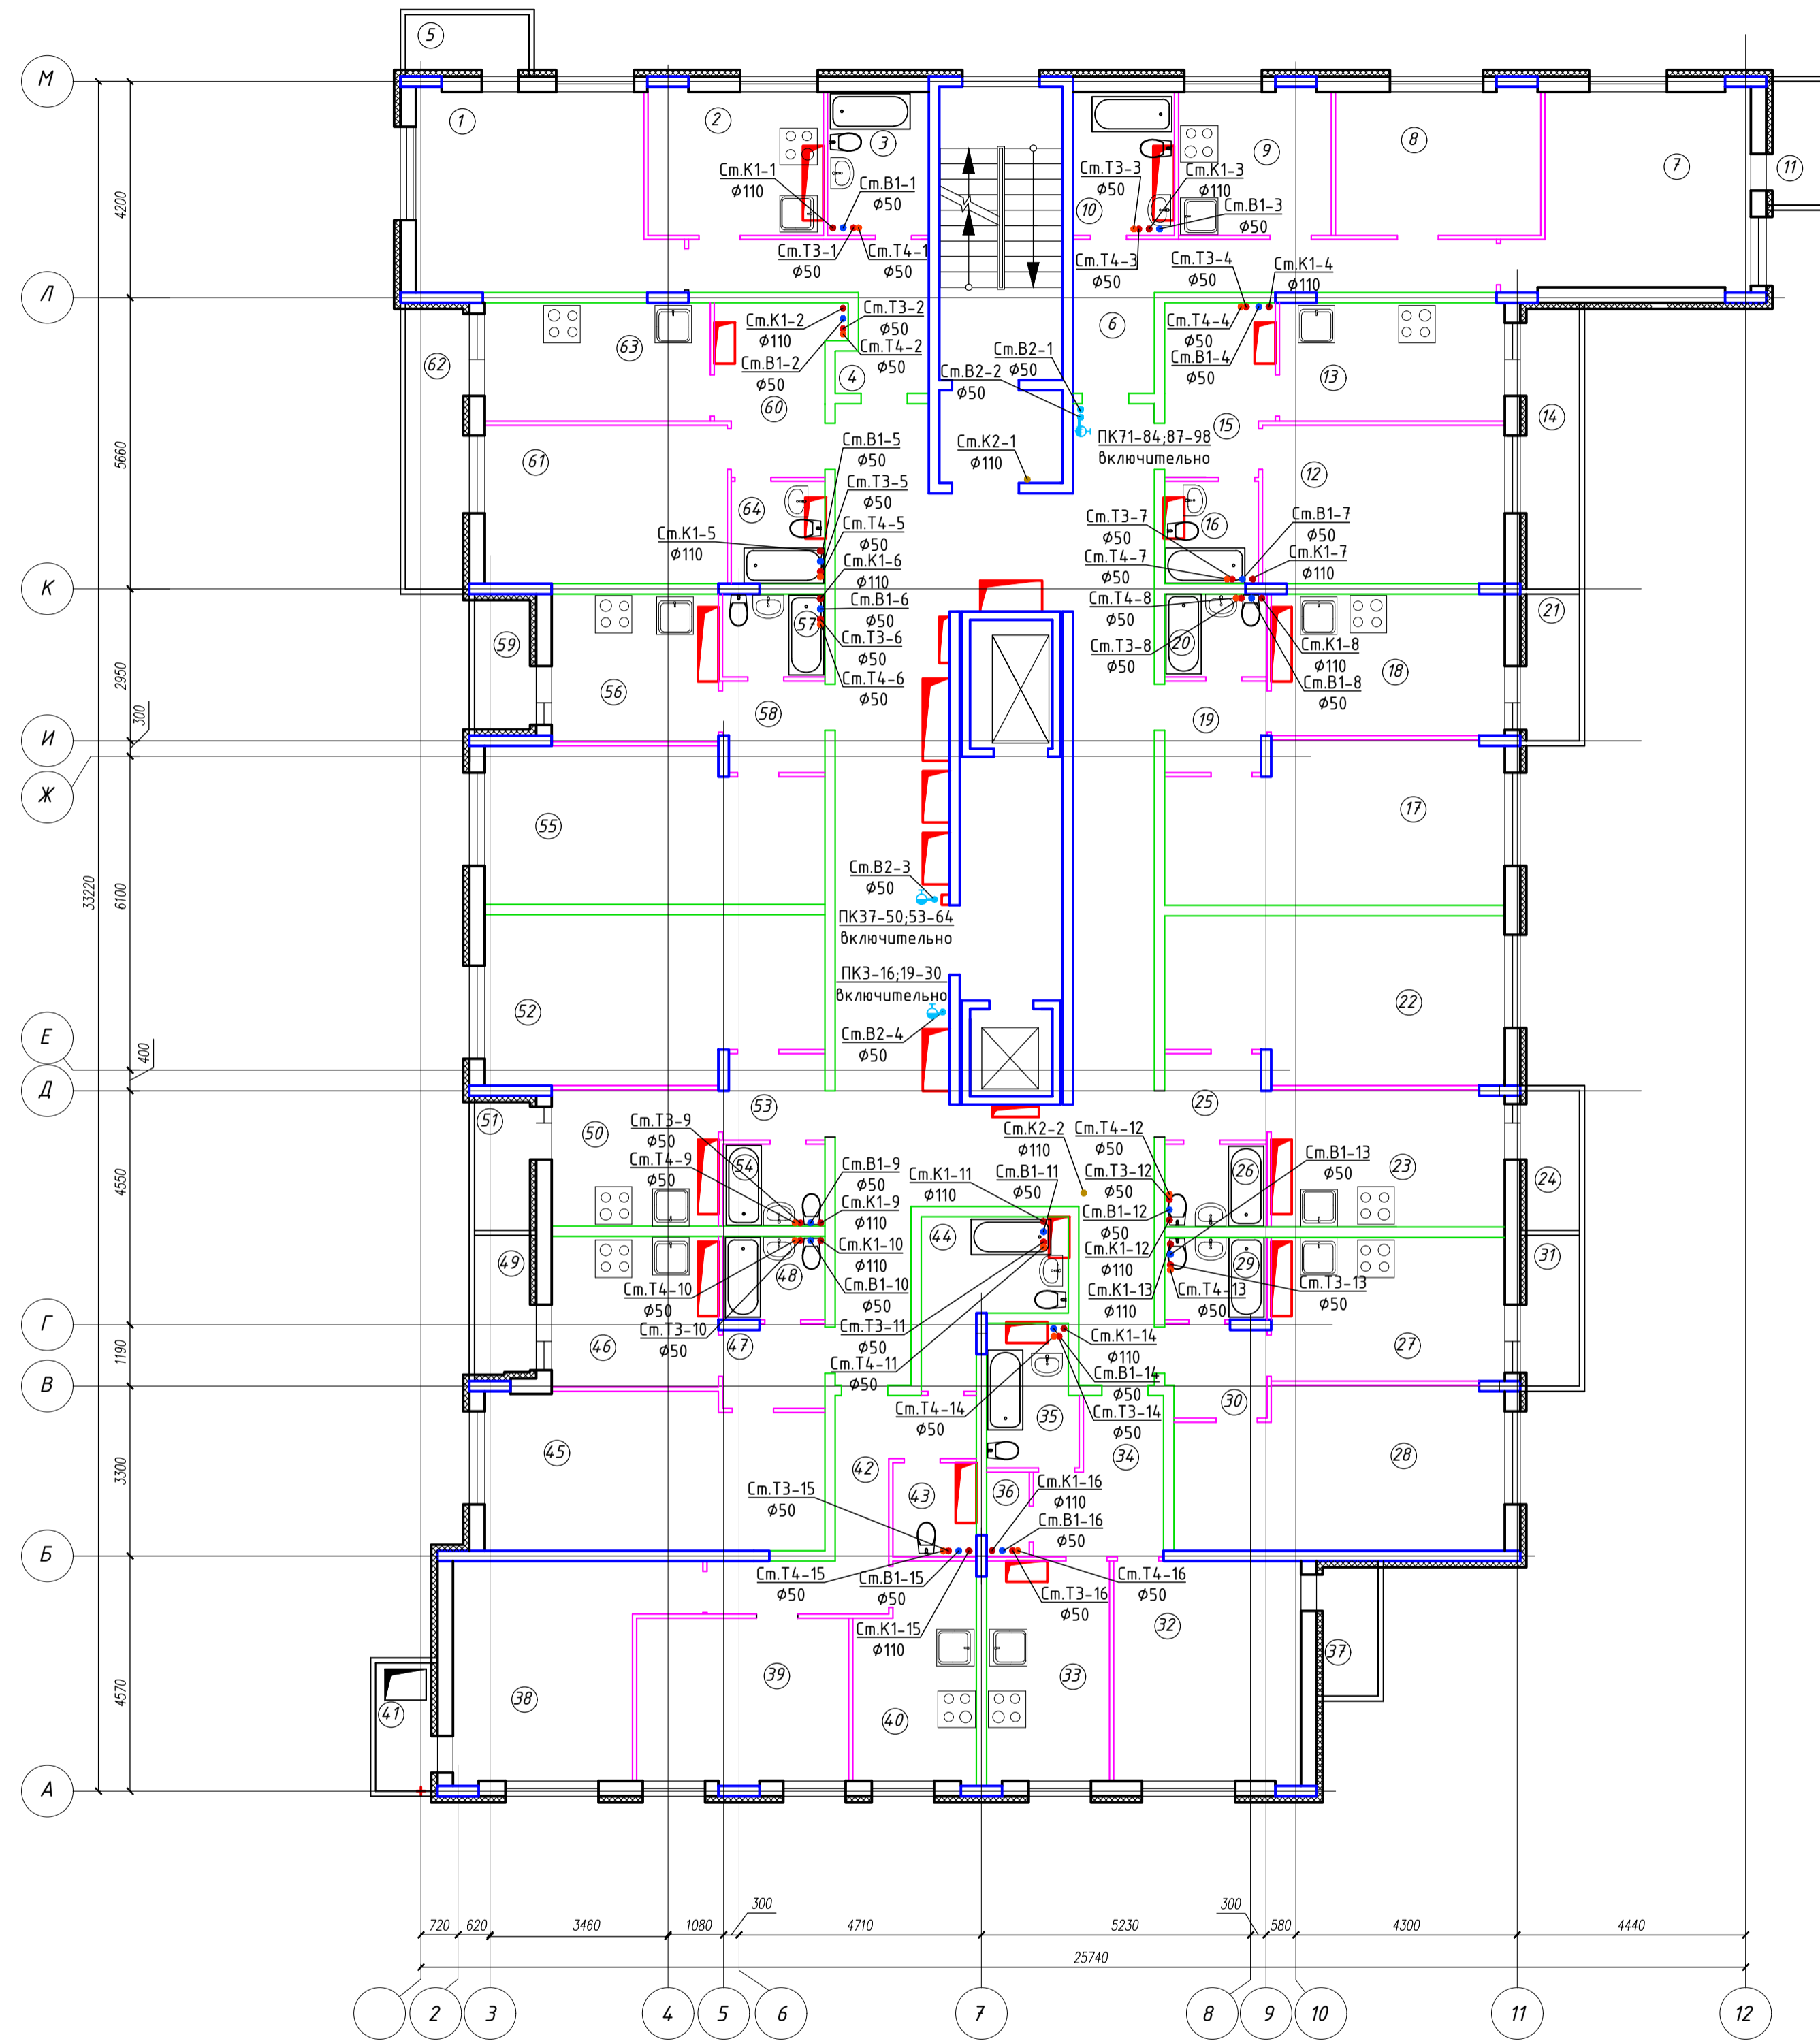 5
М
1
2
3
9
8
7
11
Ст.К1-1
ϕ110
Ст.В1-1
ϕ50
Ст.Т3-3
ϕ50
Ст.К1-3
ϕ110
Ст.В1-3
ϕ50
10
4200
Ст.Т3-1
ϕ50
Ст.Т4-1
ϕ50
Ст.Т4-3
ϕ50
Ст.Т3-4
ϕ50
Ст.К1-4
ϕ110
Л
Ст.К1-2
ϕ110
Ст.Т3-2
ϕ50
Ст.В1-2
ϕ50
Ст.Т4-2
ϕ50
6
Ст.Т4-4
ϕ50
Ст.В1-4
ϕ50
62
63
4
60
Ст.В2-1
ϕ50
Ст.В2-2
ϕ50
13
14
15
5660
61
Ст.В1-5
ϕ50
Ст.К2-1
ϕ110
ПК71-84;87-98
включительно
12
64
Ст.Т3-5
ϕ50
Ст.К1-5
ϕ110
Ст.Т4-5
ϕ50
16
Ст.Т3-7
ϕ50
Ст.В1-7
ϕ50
Ст.Т4-7
ϕ50
Ст.К1-7
ϕ110
К
Ст.К1-6
ϕ110
Ст.В1-6
ϕ50
Ст.Т4-8
ϕ50
21
59
57
Ст.Т3-6
ϕ50
Ст.Т3-8
ϕ50
20
Ст.К1-8
ϕ110
2950
56
Ст.Т4-6
ϕ50
18
Ст.В1-8
ϕ50
58
19
300
И
Ж
55
17
33220
6100
Ст.В2-3
ϕ50
ПК37-50;53-64
включительно
ПК3-16;19-30
включительно
52
22
Е
Ст.В2-4
ϕ50
400
Д
53
25
51
50
Ст.Т3-9
ϕ50
Ст.К2-2
ϕ110
Ст.Т4-12
ϕ50
Ст.Т4-9
ϕ50
54
Ст.В1-9
ϕ50
Ст.К1-11
ϕ110
Ст.В1-11
ϕ50
Ст.Т3-12
ϕ50
26
Ст.В1-13
ϕ50
23
24
4550
Ст.К1-9
ϕ110
Ст.В1-12
ϕ50
49
Ст.К1-10
ϕ110
44
Ст.К1-12
ϕ110
29
31
Ст.Т4-10
ϕ50
48
Ст.В1-10
ϕ50
Ст.К1-13
ϕ110
Ст.Т4-13
ϕ50
Ст.Т3-13
ϕ50
Г
46
Ст.Т3-10
ϕ50
47
Ст.Т3-11
ϕ50
Ст.К1-14
ϕ110
27
1190
Ст.Т4-11
ϕ50
Ст.В1-14
ϕ50
В
Ст.Т4-14
ϕ50
35
Ст.Т3-14
ϕ50
30
45
42
34
28
3300
Ст.Т3-15
ϕ50
43
36
Ст.К1-16
ϕ110
Ст.В1-16
ϕ50
Б
Ст.Т4-15
ϕ50
Ст.В1-15
ϕ50
Ст.Т4-16
ϕ50
Ст.Т3-16
ϕ50
Ст.К1-15
ϕ110
32
37
4570
38
39
33
41
40
А
720
620
3460
1080
300
4710
5230
300
580
4300
4440
25740
2
3
4
5
6
7
8
9
10
11
12